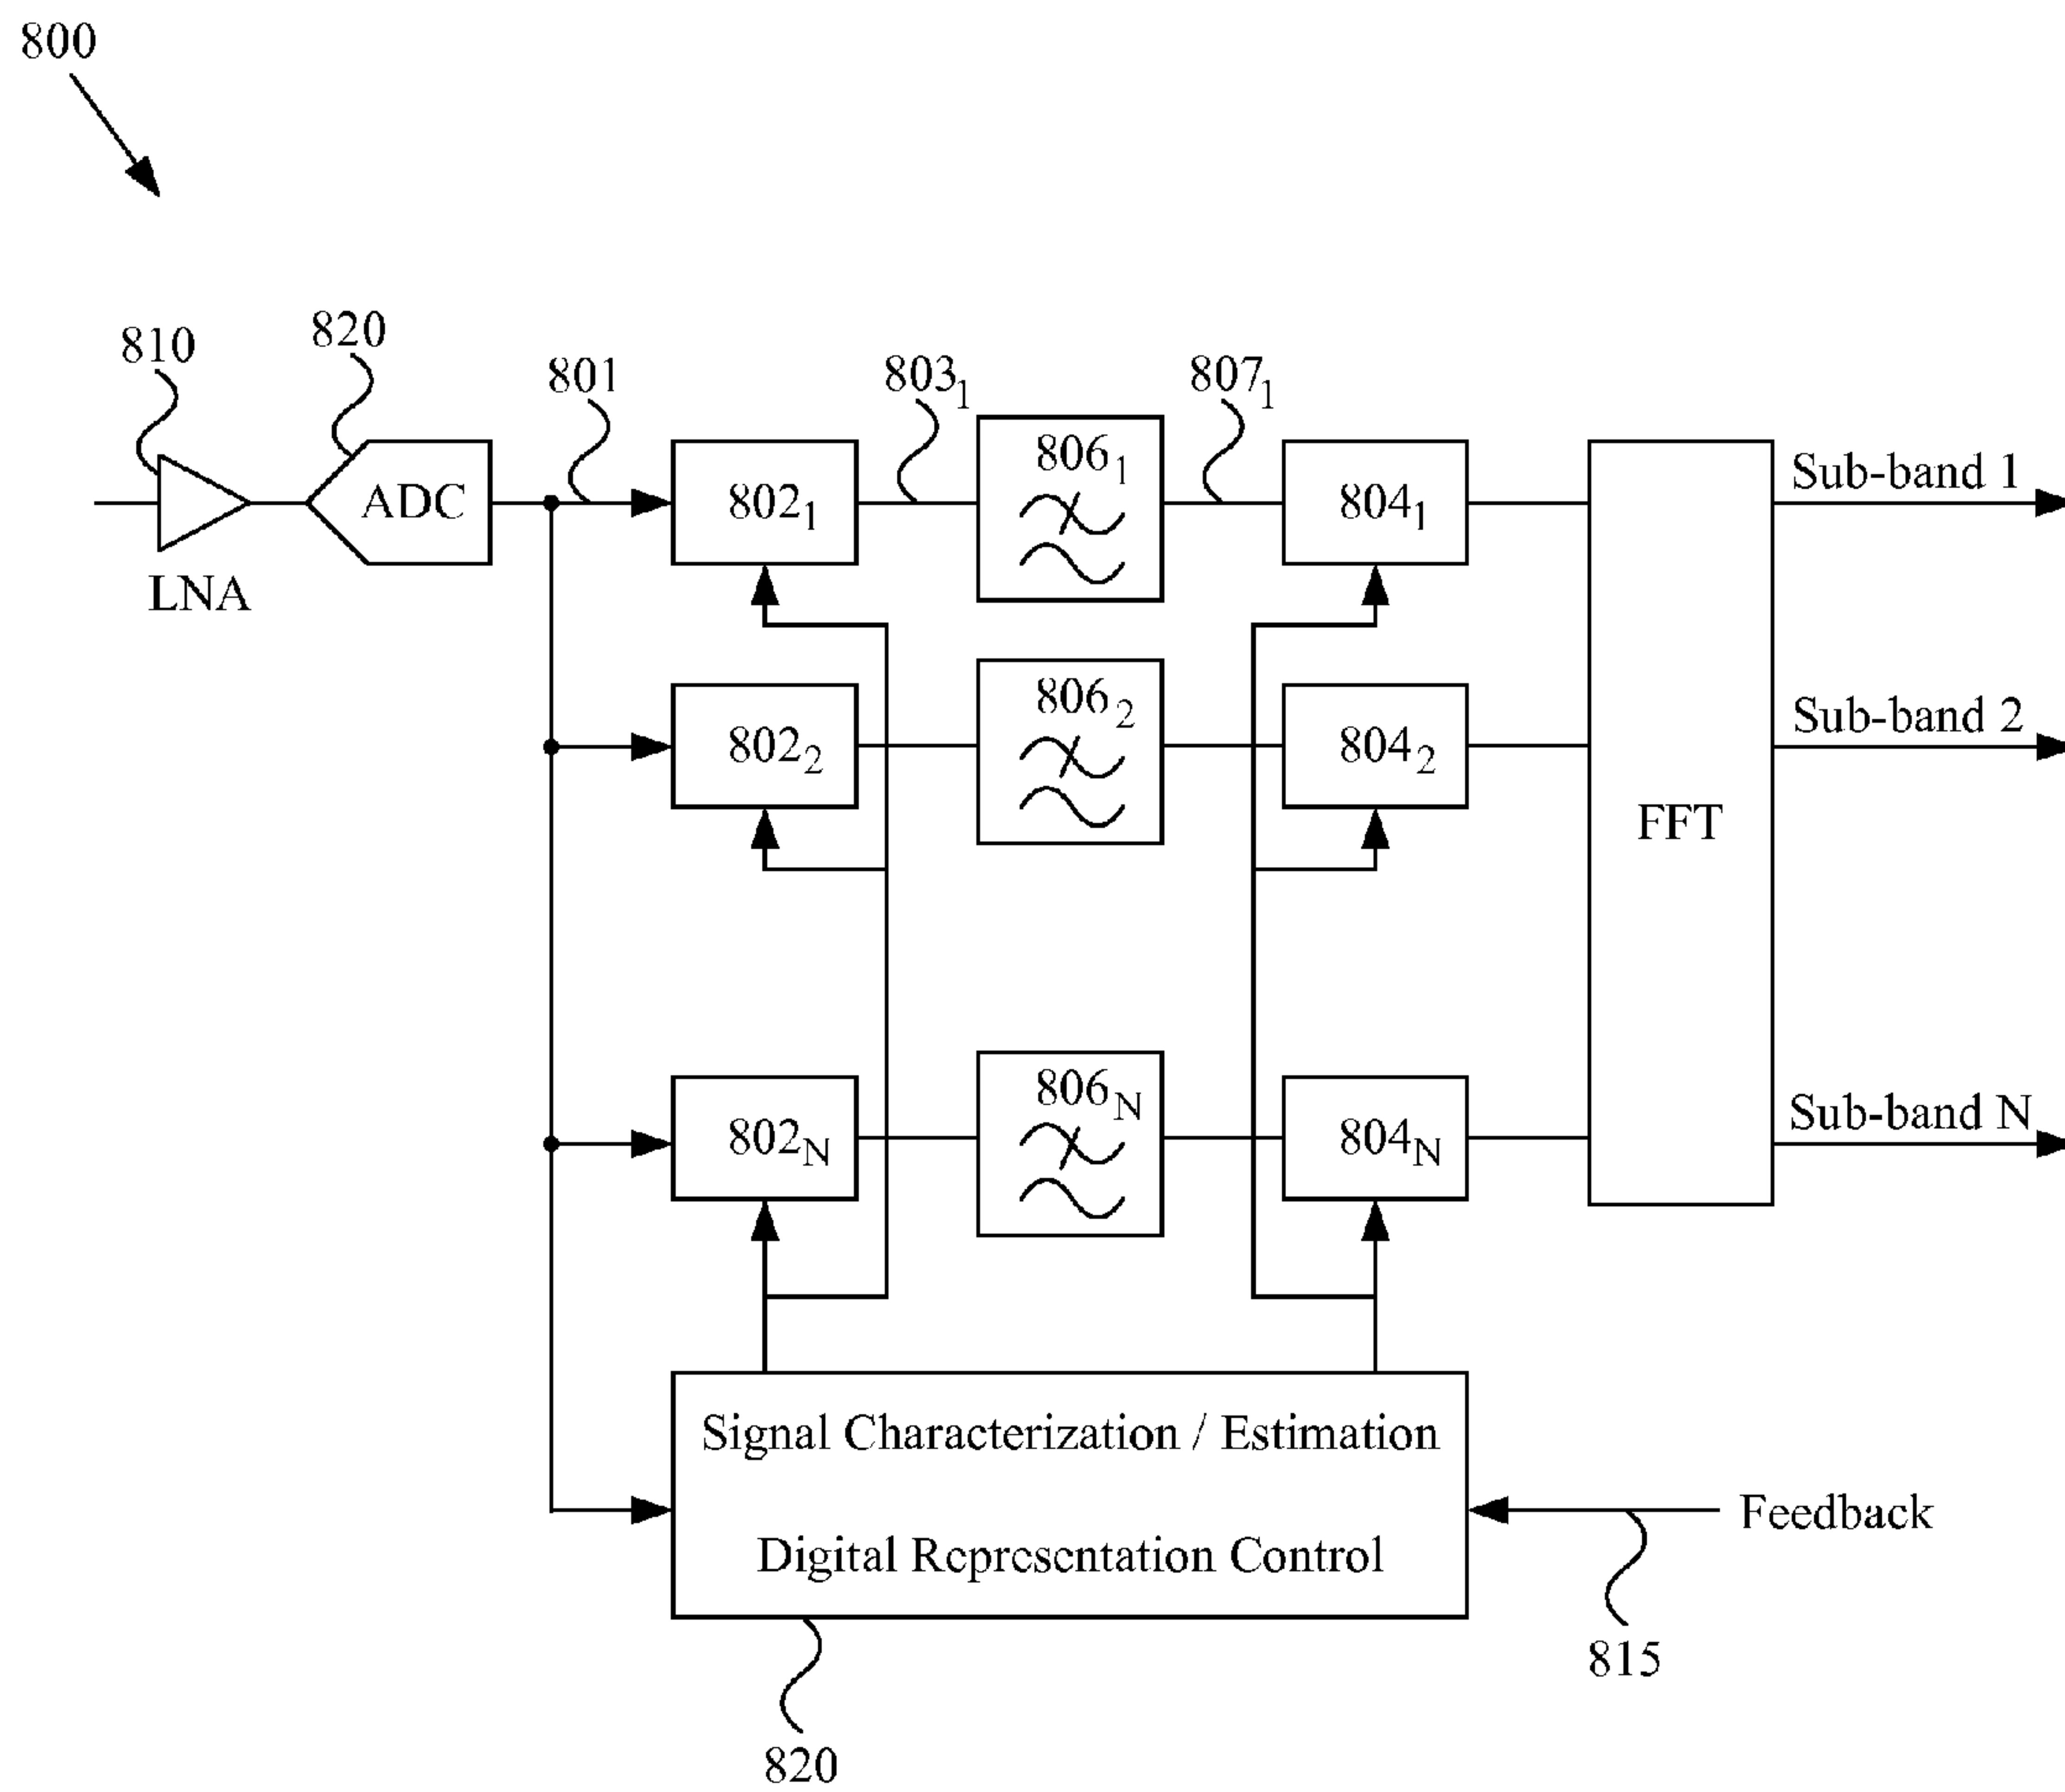 800
810
820
801
803₁
807₁
LNA
ADC
802₁
806₁
804₁
Sub-band 1
802₂
806₂
804₂
Sub-band 2
FFT
802N
806N
804N
Sub-band N
Signal Characterization / Estimation
Digital Representation Control
Feedback
815
820